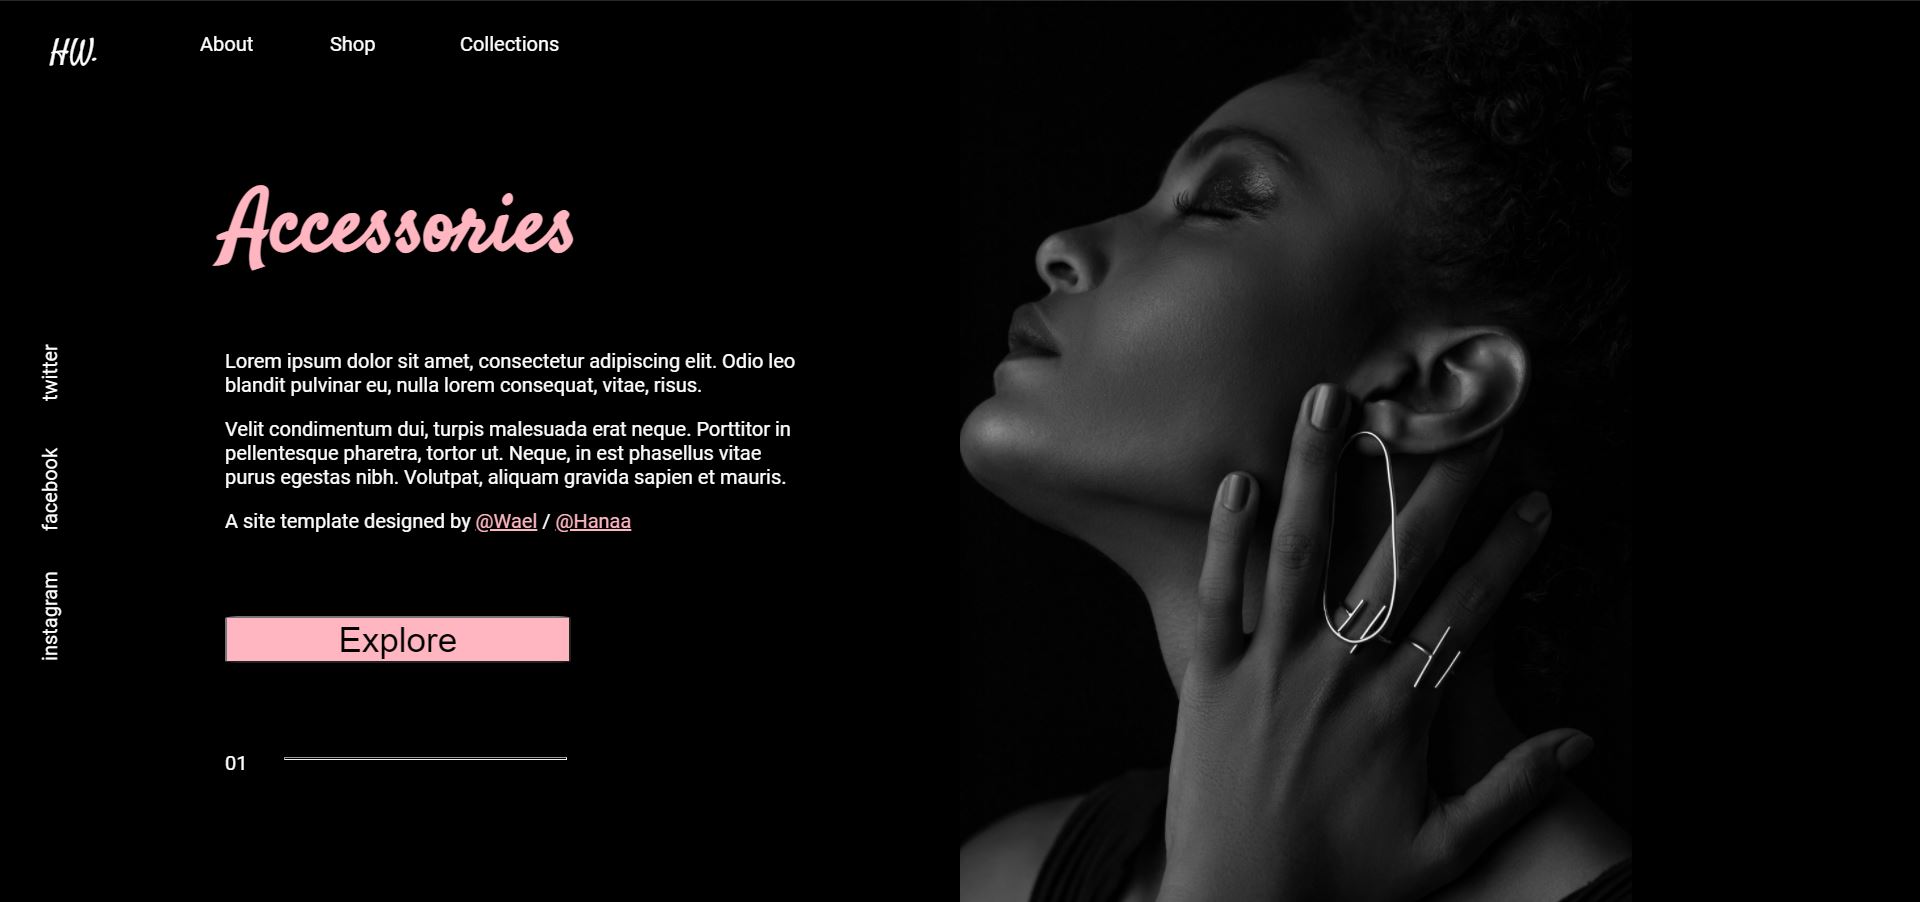 HW.
About
Shop
Collections
Accessories
Lorem ipsum dolor sit amet, consectetur adipiscing elit. Odio leo
blandit pulvinar eu, nulla lorem consequat, vitae, risus.
Velit condimentum dui, turpis malesuada erat neque. Porttitor in
pellentesque pharetra, tortor ut. Neque, in est phasellus vitae
purus egestas nibh. Volutpat, aliquam gravida sapien et mauris.
A site template designed by @Wael / @Hanaa
Explore
01
twitter
facebook
instagram